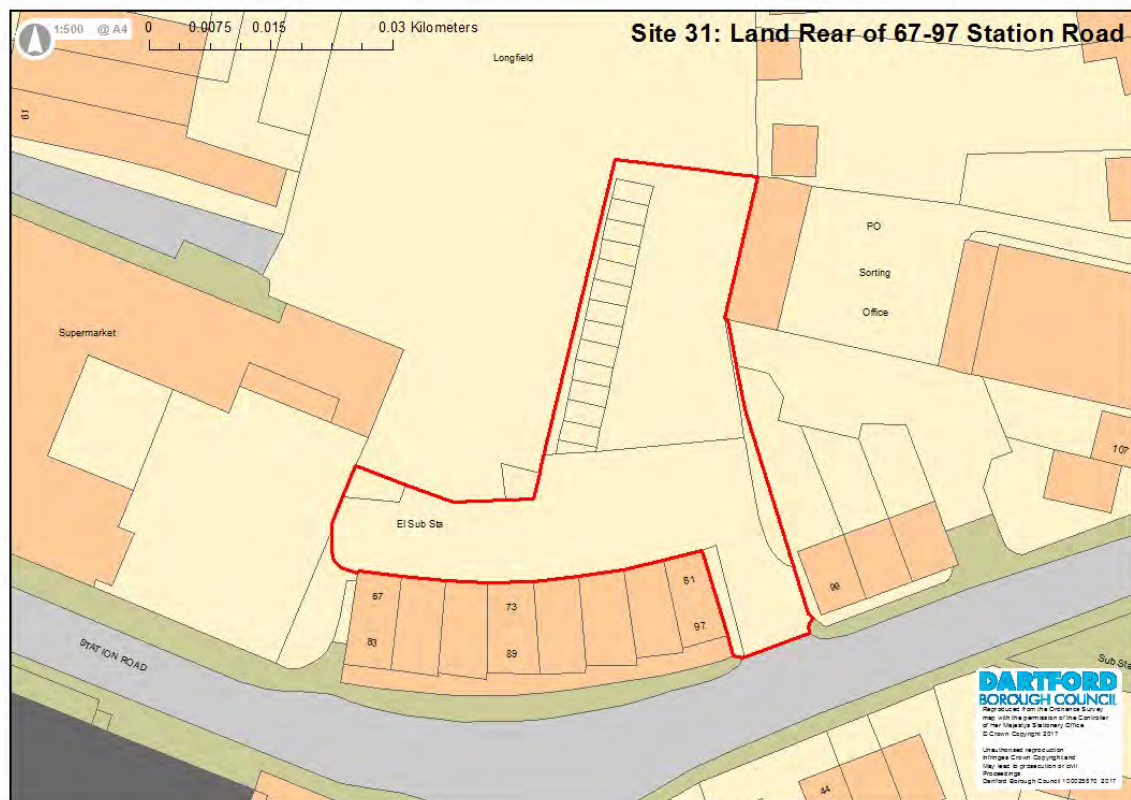 1:500 @ A4
0 0.0075 0.015 0.03 Kilometers
Site 31: Land Rear of 67-97 Station Road
Longfield
61
PO
Sorting
Office
Supermarket
107
El Sub Sta
67
73
81
99
83
89
97
STATION ROAD
Sub Sta
44
DARTFORD
BOROUGH COUNCIL
Reproduced from the Ordnance Survey
map with the permission of the Controller
of Her Majestys Stationery Office
© Crown Copyright 2017
Unauthorised reproduction
infringes Crown Copyright and
May lead to prosecution or civil
Proceedings
Dartford Borough Council 100025870 2017